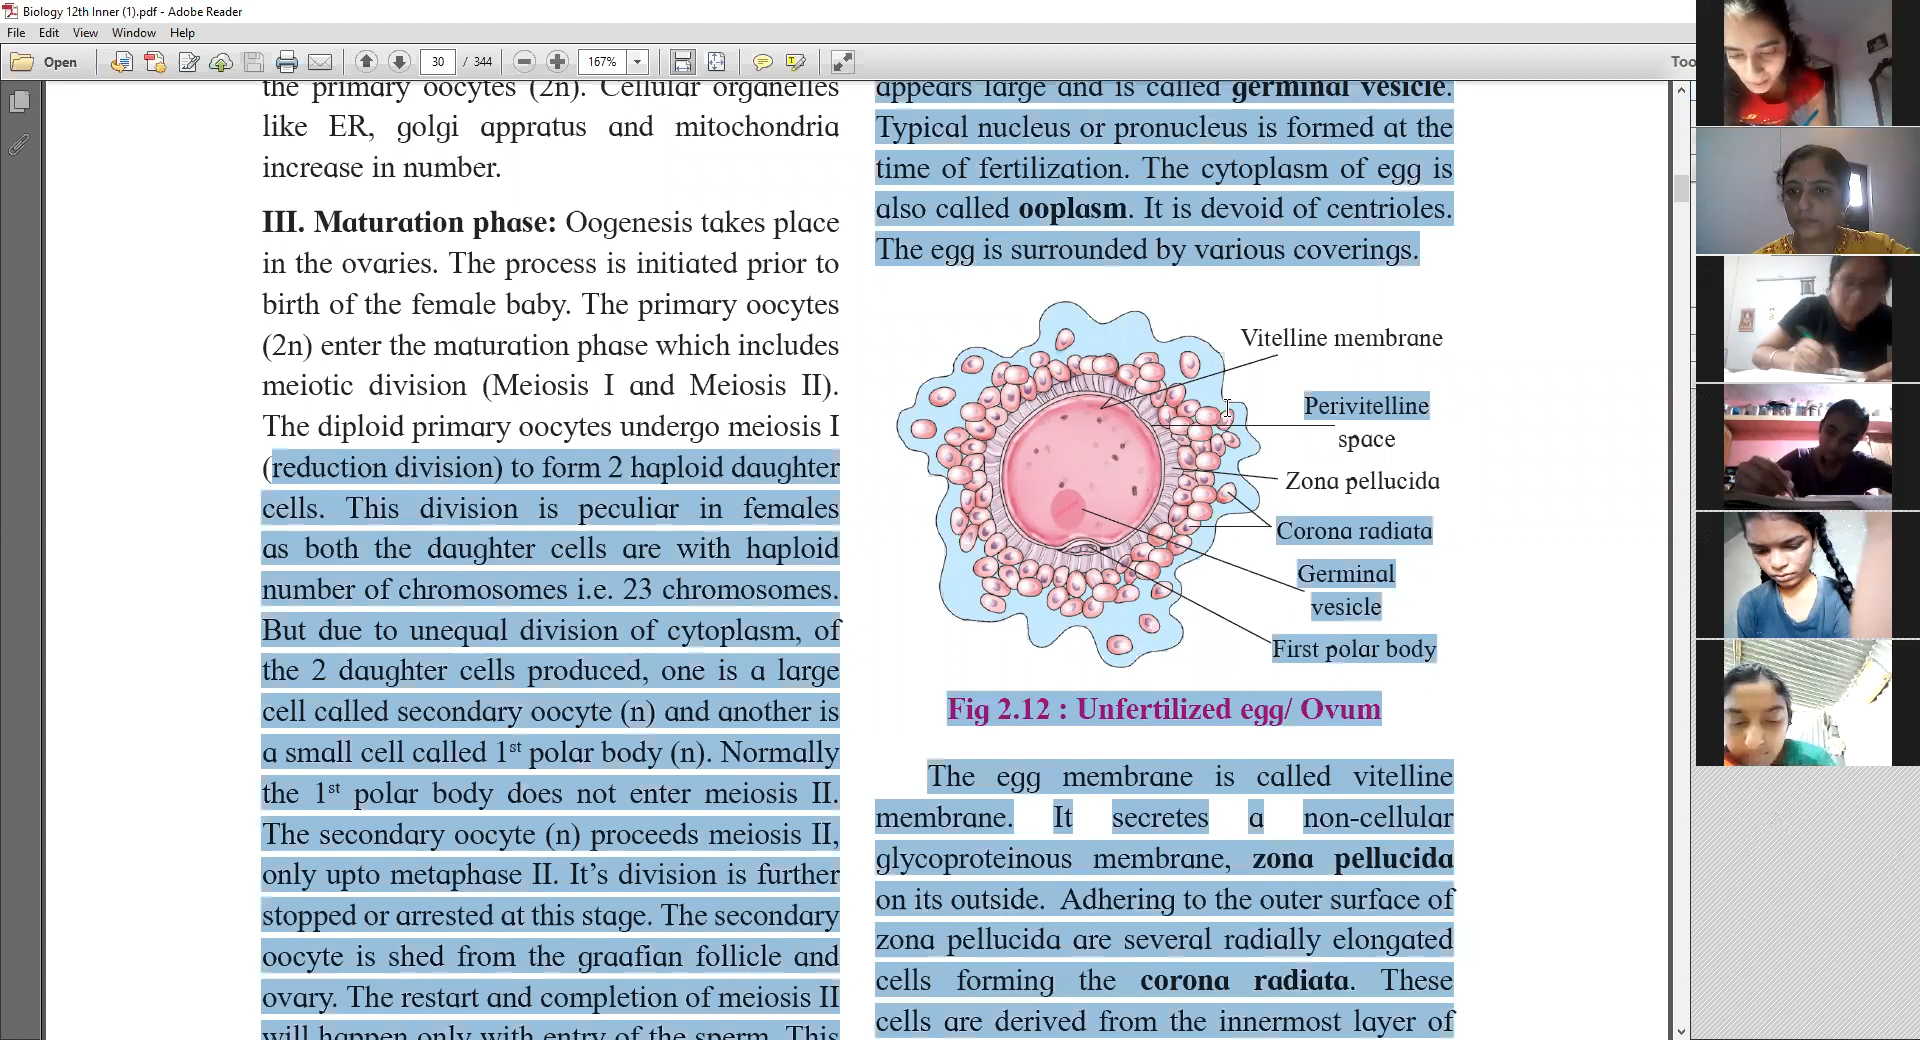 Biology 12th Inner (1).pdf - Adobe Reader
File Edit View Window Help
Open 30 / 344 167% Too
the primary oocytes (2n). Cellular organelles
like ER, golgi appratus and mitochondria
increase in number.
III. Maturation phase: Oogenesis takes place
in the ovaries. The process is initiated prior to
birth of the female baby. The primary oocytes
(2n) enter the maturation phase which includes
meiotic division (Meiosis I and Meiosis II).
The diploid primary oocytes undergo meiosis I
(reduction division) to form 2 haploid daughter
cells. This division is peculiar in females
as both the daughter cells are with haploid
number of chromosomes i.e. 23 chromosomes.
But due to unequal division of cytoplasm, of
the 2 daughter cells produced, one is a large
cell called secondary oocyte (n) and another is
a small cell called 1st polar body (n). Normally
the 1st polar body does not enter meiosis II.
The secondary oocyte (n) proceeds meiosis II,
only upto metaphase II. It’s division is further
stopped or arrested at this stage. The secondary
oocyte is shed from the graafian follicle and
ovary. The restart and completion of meiosis II
will happen only with entry of the sperm. This
appears large and is called germinal vesicle.
Typical nucleus or pronucleus is formed at the
time of fertilization. The cytoplasm of egg is
also called ooplasm. It is devoid of centrioles.
The egg is surrounded by various coverings.
Vitelline membrane
Perivitelline
space
Zona pellucida
Corona radiata
Germinal
vesicle
First polar body
Fig 2.12 : Unfertilized egg/ Ovum
The egg membrane is called vitelline
membrane. It secretes a non-cellular
glycoproteinous membrane, zona pellucida
on its outside. Adhering to the outer surface of
zona pellucida are several radially elongated
cells forming the corona radiata. These
cells are derived from the innermost layer of